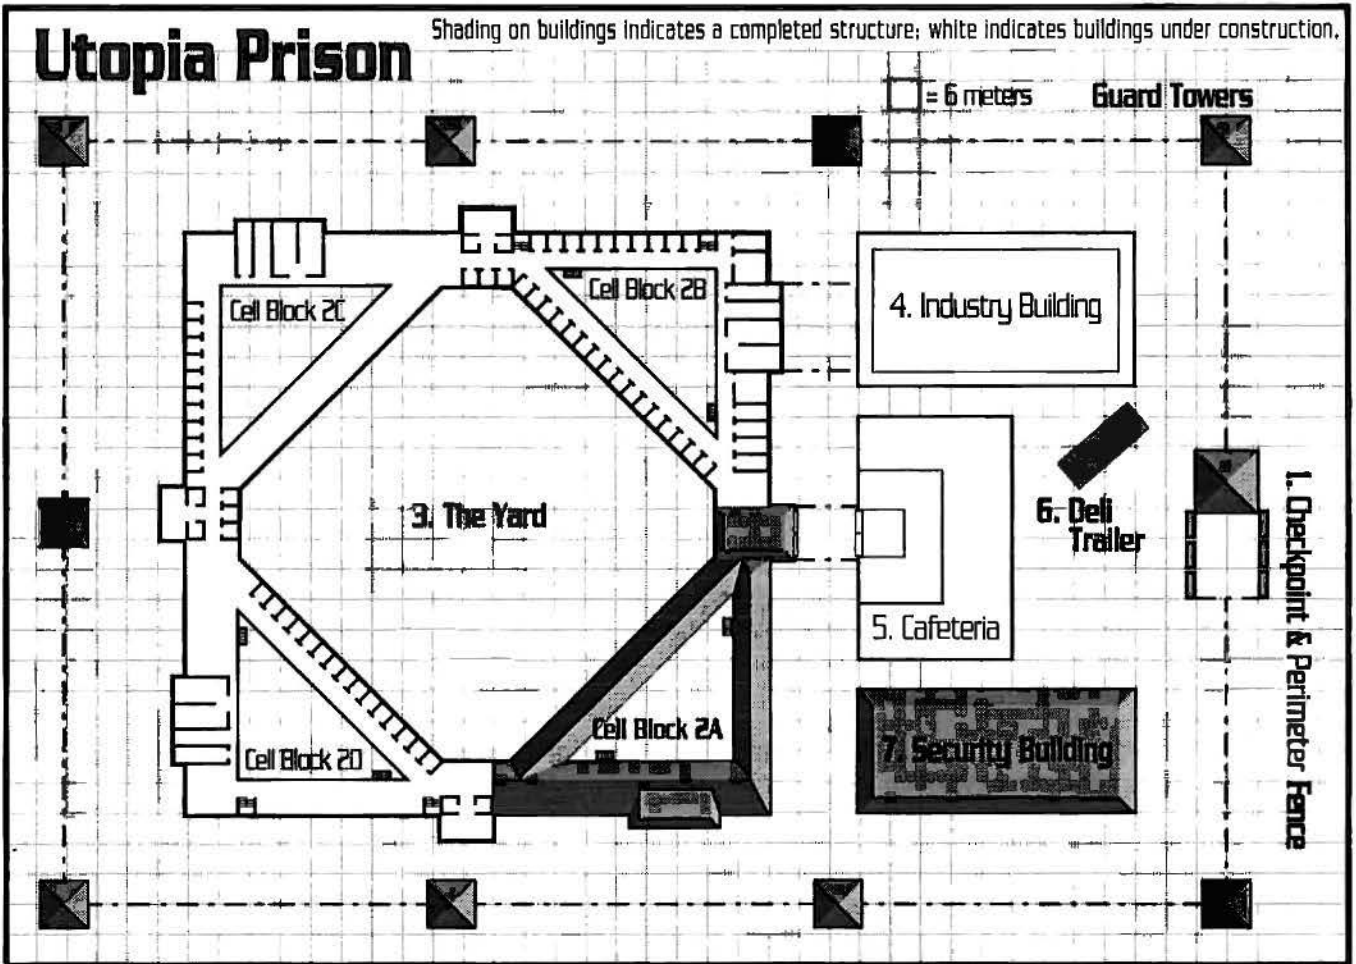 Utopia Prison
Shading on buildings indicates a completed structure; white indicates buildings under construction.
= 6 meters
Guard Towers
Cell Block 2C
Cell Block 2B
4. Industry Building
3. The Yard
6. Deli
Trailer
1. Checkpoint & Perimeter Fence
5. Cafeteria
Cell Block 2A
7. Security Building
Cell Block 2D